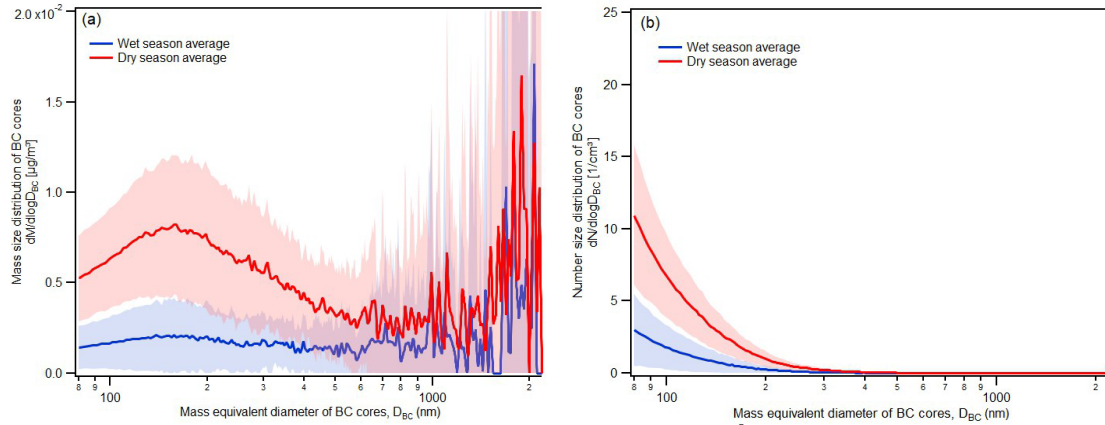 2.0 x10⁻²
(a)
Wet season average
Dry season average
1.5
1.0
0.5
0.0
Mass size distribution of BC cores
dM/dlogD_BC [µg/m³]
8 9 100 2 3 4 5 6 7 8 9 1000 2
Mass equivalent diameter of BC cores, D_BC (nm)
25
(b)
Wet season average
Dry season average
20
15
10
5
0
Number size distribution of BC cores
dN/dlogD_BC [1/cm³]
8 9 100 2 3 4 5 6 7 8 9 1000 2
Mass equivalent diameter of BC cores, D_BC (nm)